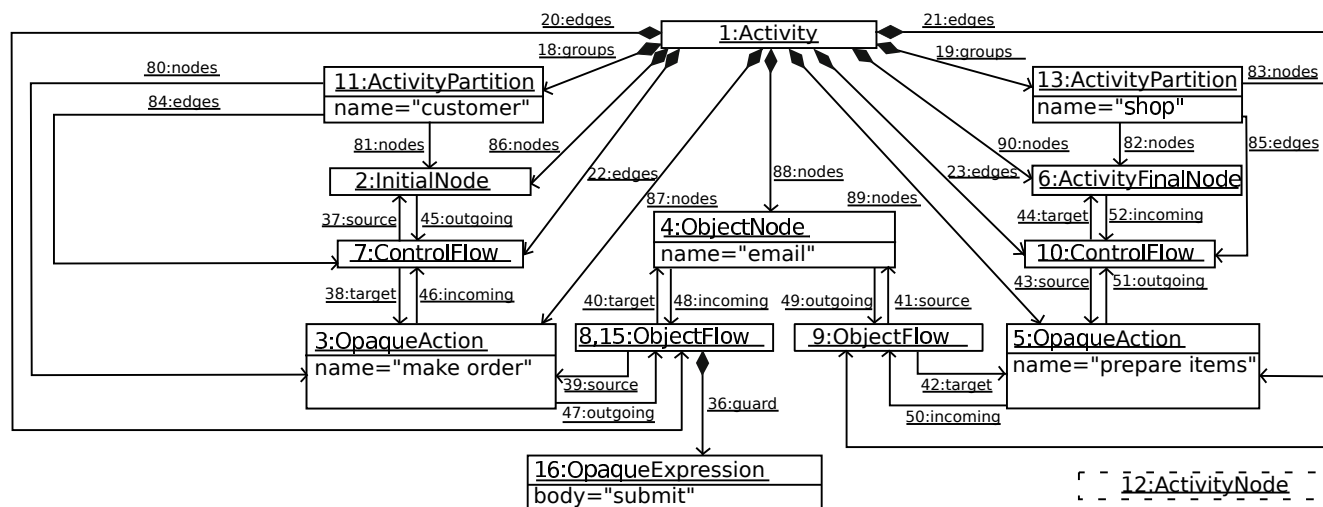 20:edges
1:Activity
21:edges
18:groups
19:groups
80:nodes
11:ActivityPartition
name="customer"
13:ActivityPartition
name="shop"
83:nodes
84:edges
81:nodes
86:nodes
90:nodes
82:nodes
85:edges
22:edges
88:nodes
23:edges
2:InitialNode
6:ActivityFinalNode
87:nodes
89:nodes
37:source
45:outgoing
4:ObjectNode
name="email"
44:target
52:incoming
7:ControlFlow
10:ControlFlow
38:target
46:incoming
40:target
48:incoming
49:outgoing
41:source
43:source
51:outgoing
3:OpaqueAction
name="make order"
8,15:ObjectFlow
9:ObjectFlow
5:OpaqueAction
name="prepare items"
39:source
42:target
47:outgoing
36:guard
50:incoming
16:OpaqueExpression
body="submit"
12:ActivityNode